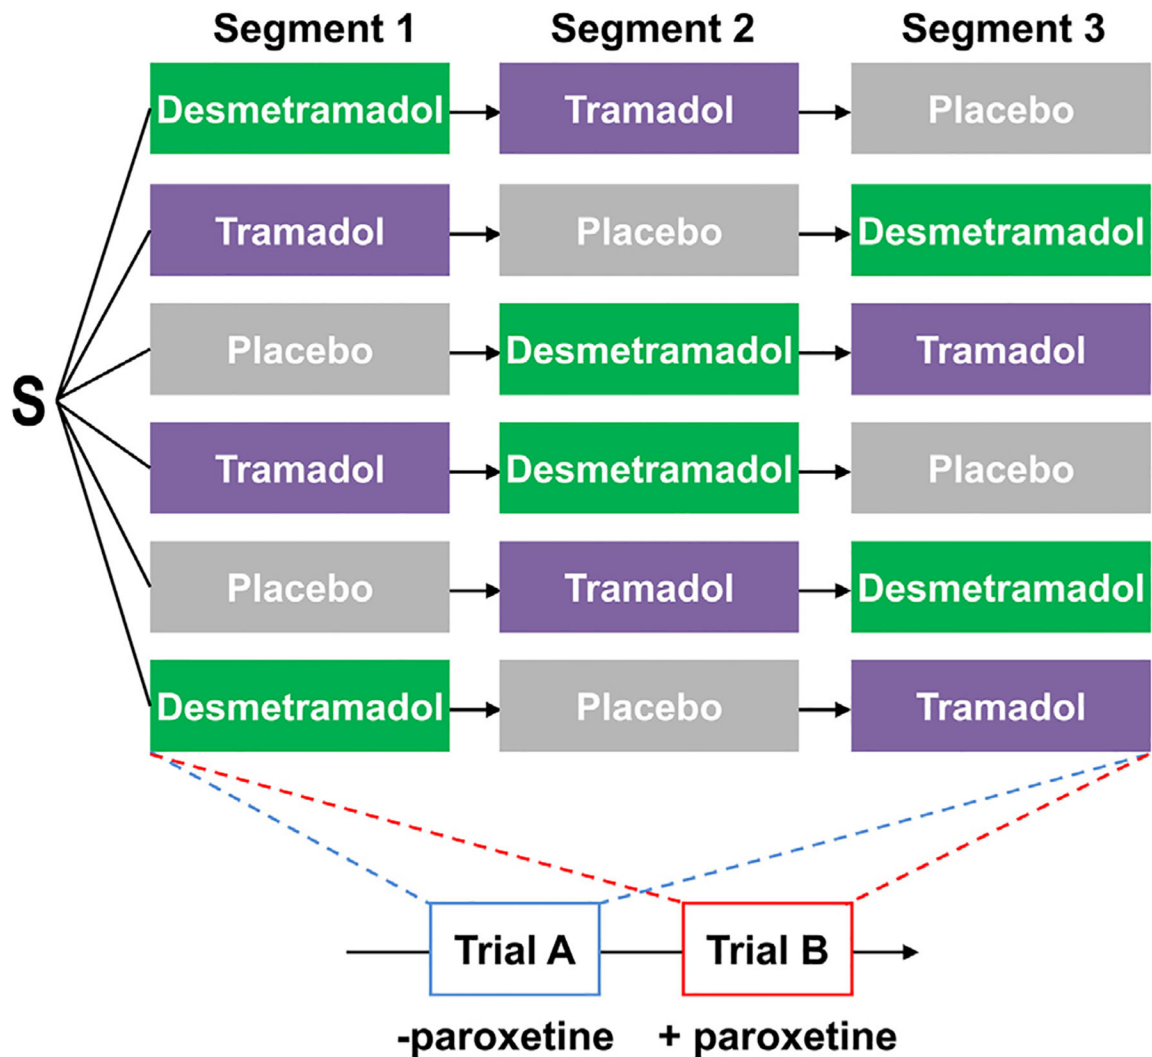 Segment 1 Segment 2 Segment 3
Desmetramadol Tramadol Placebo
Tramadol Placebo Desmetramadol
Placebo Desmetramadol Tramadol
S
Tramadol Desmetramadol Placebo
Placebo Tramadol Desmetramadol
Desmetramadol Placebo Tramadol
Trial A Trial B
-paroxetine + paroxetine